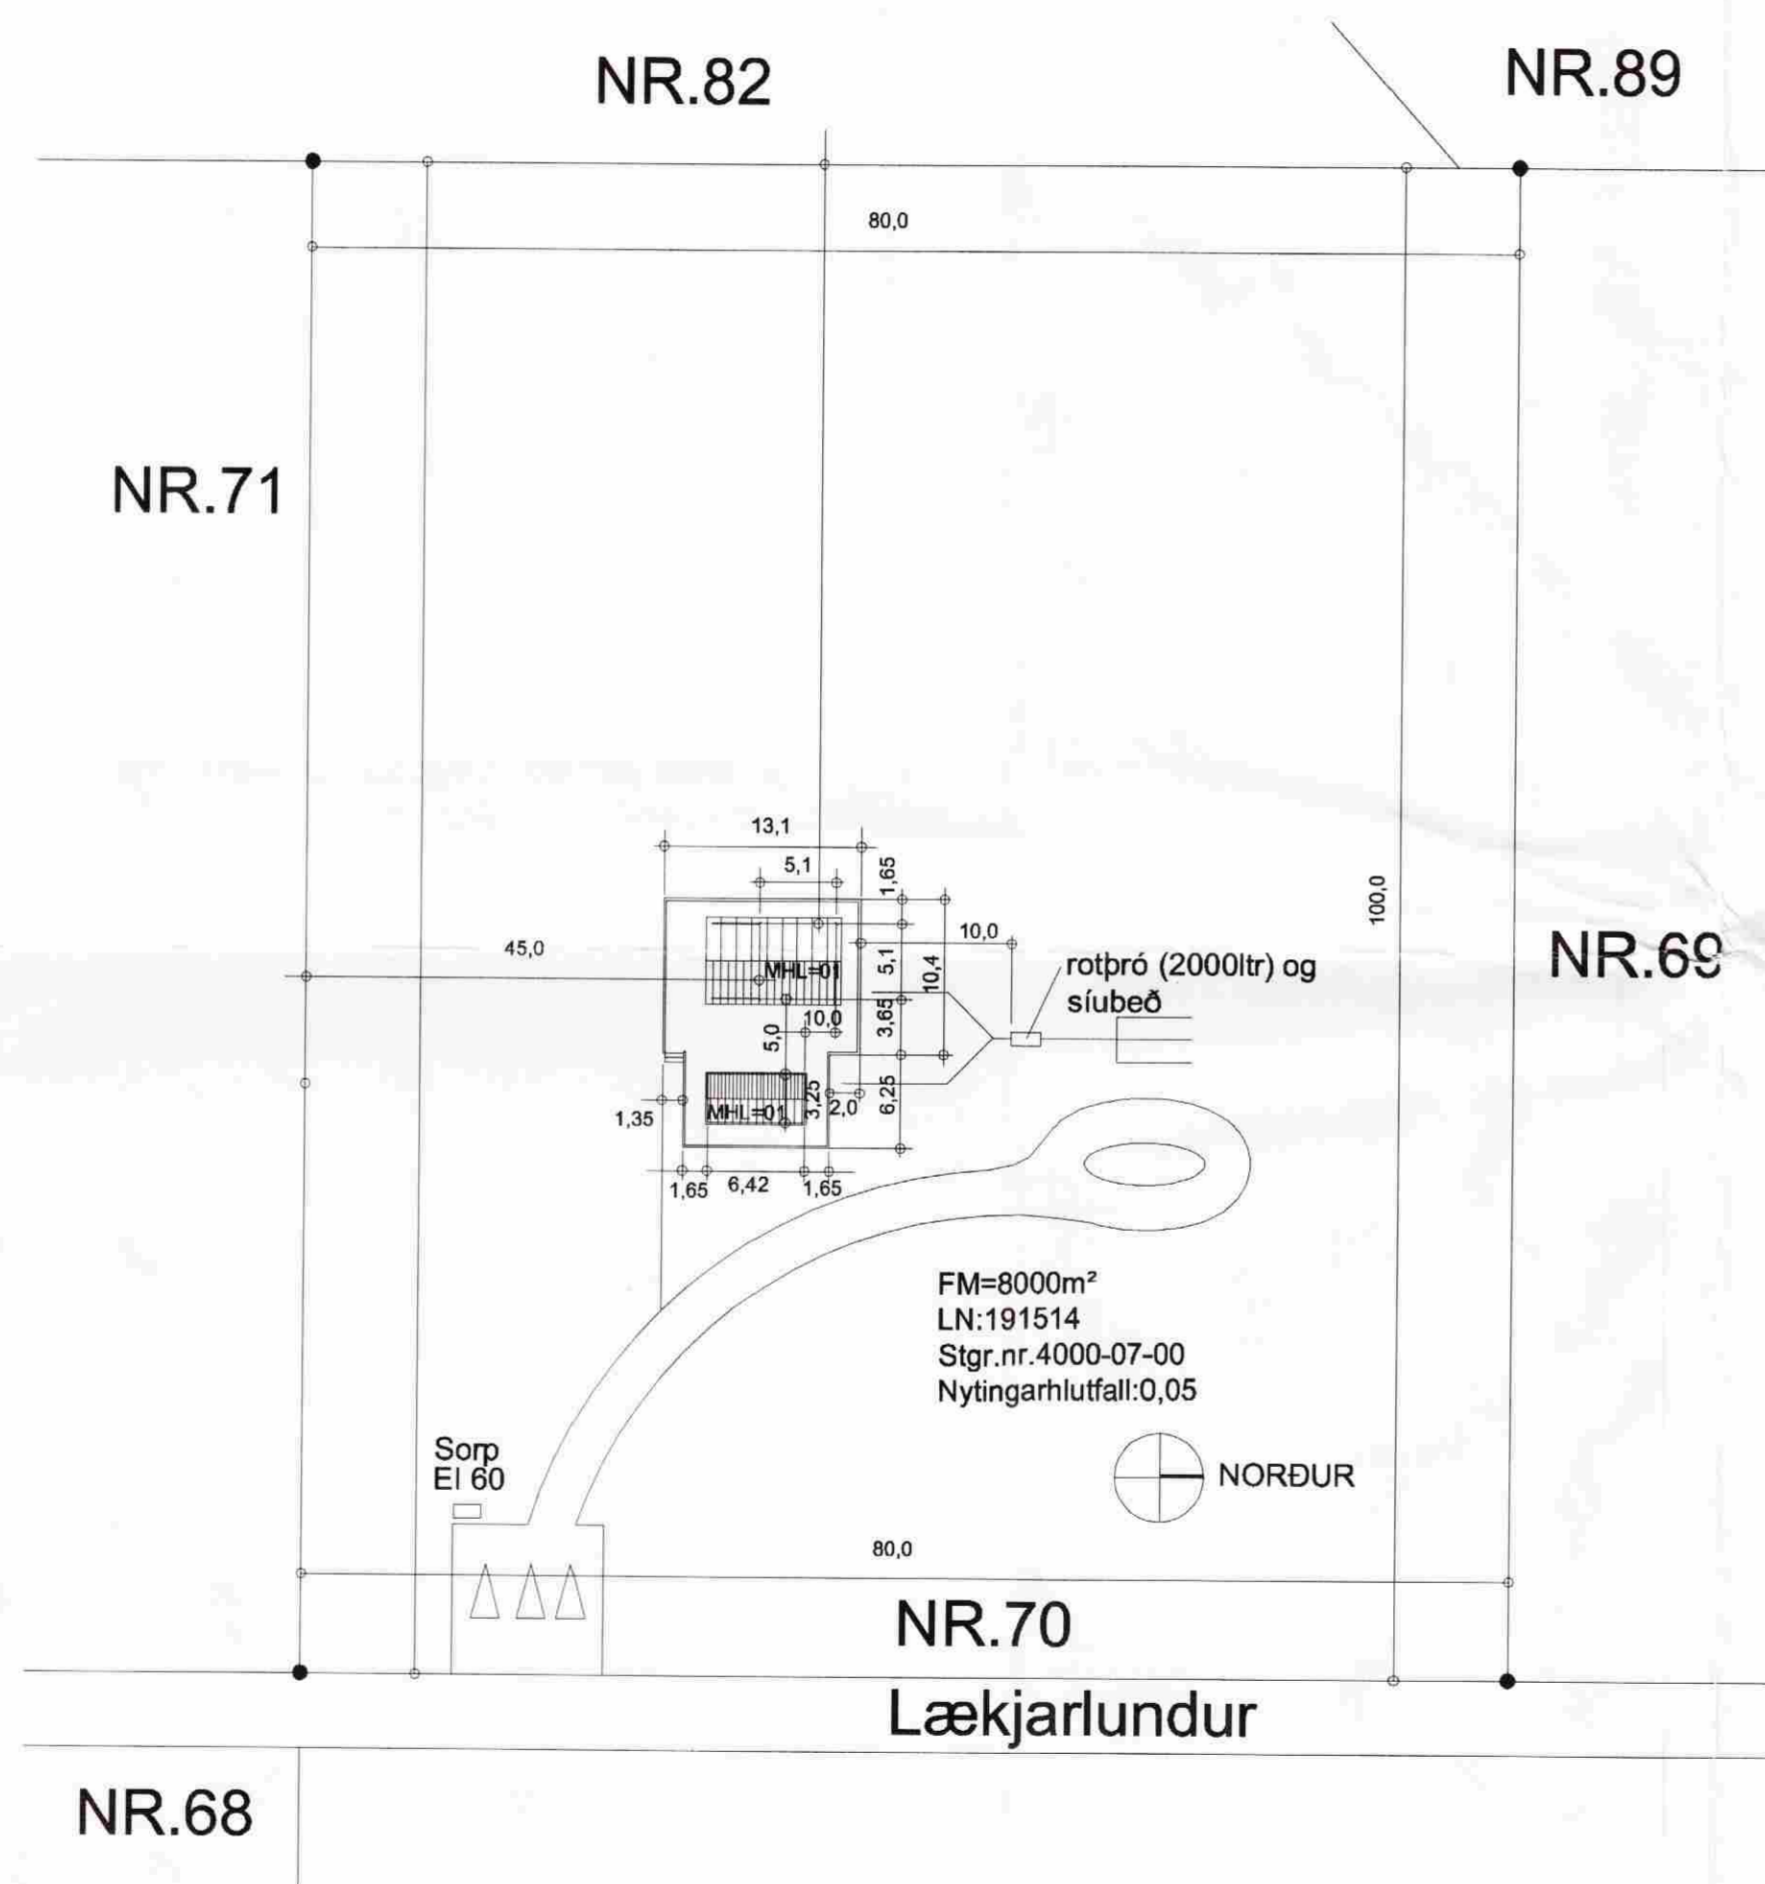 NR.82
NR.89
80,0
NR.71
13,1
5,1
1,65
100,0
45,0
10,0
NR.69
MHL=01
5,1
10,4
rotþró (2000ltr) og
síubeð
10,0
5,0
3,65
MHL=01
3,25
2,0
6,25
1,35
1,65
6,42
1,65
FM=8000m²
LN:191514
Stgr.nr.4000-07-00
Nytingarhlutfall:0,05
Sorp
EI 60
NORÐUR
80,0
NR.70
Lækjarlundur
NR.68